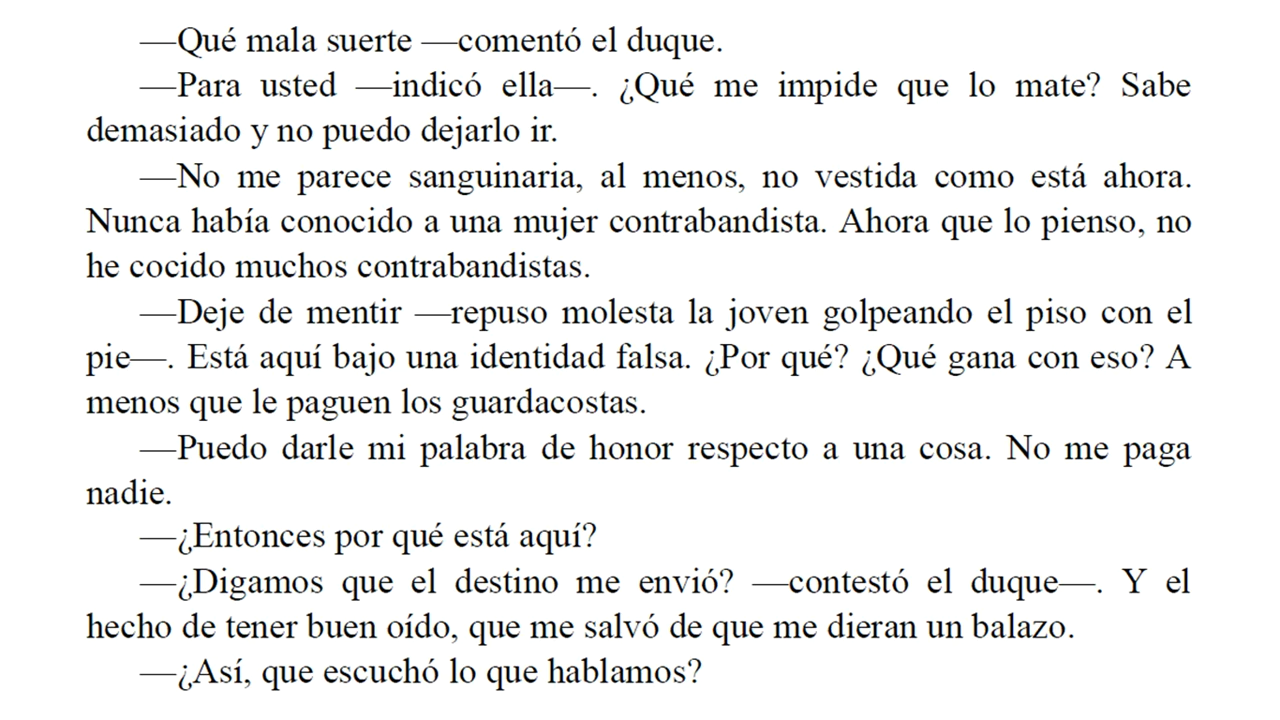 —Qué mala suerte —comentó el duque.
—Para usted —indicó ella—. ¿Qué me impide que lo mate? Sabe
demasiado y no puedo dejarlo ir.
—No me parece sanguinaria, al menos, no vestida como está ahora.
Nunca había conocido a una mujer contrabandista. Ahora que lo pienso, no
he cocido muchos contrabandistas.
—Deje de mentir —repuso molesta la joven golpeando el piso con el
pie—. Está aquí bajo una identidad falsa. ¿Por qué? ¿Qué gana con eso? A
menos que le paguen los guardacostas.
—Puedo darle mi palabra de honor respecto a una cosa. No me paga
nadie.
—¿Entonces por qué está aquí?
—¿Digamos que el destino me envió? —contestó el duque—. Y el
hecho de tener buen oído, que me salvó de que me dieran un balazo.
—¿Así, que escuchó lo que hablamos?